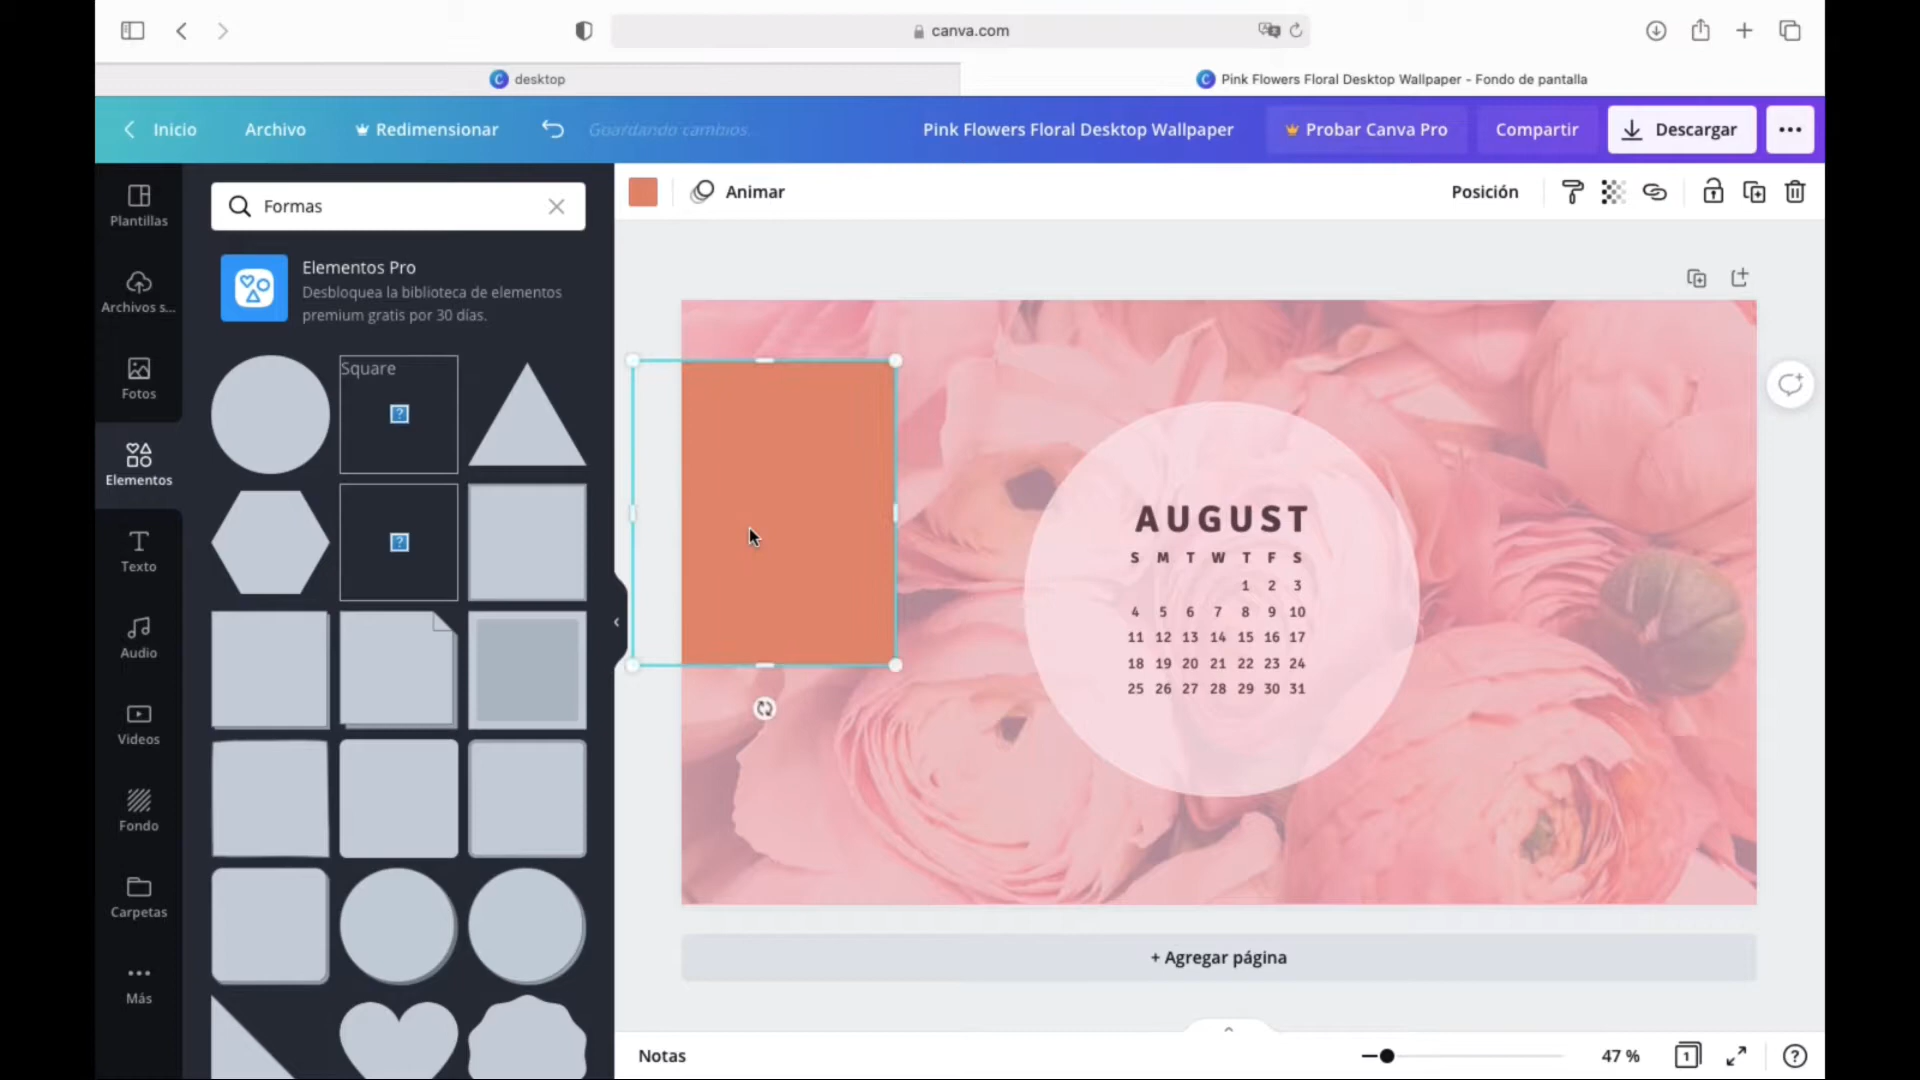 canva.com
desktop
Pink Flowers Floral Desktop Wallpaper - Fondo de pantalla
Inicio
Archivo
Redimensionar
Guardando cambios.
Pink Flowers Floral Desktop Wallpaper
Probar Canva Pro
Compartir
Descargar
Plantillas
Archivos s...
Fotos
Elementos
Texto
Audio
Videos
Fondo
Carpetas
Más
Formas
Elementos Pro
Desbloquea la biblioteca de elementos
premium gratis por 30 días.
Square
Animar
Posición
AUGUST
S M T W T F S
1 2 3
4 5 6 7 8 9 10
11 12 13 14 15 16 17
18 19 20 21 22 23 24
25 26 27 28 29 30 31
+ Agregar página
Notas
47 %
1